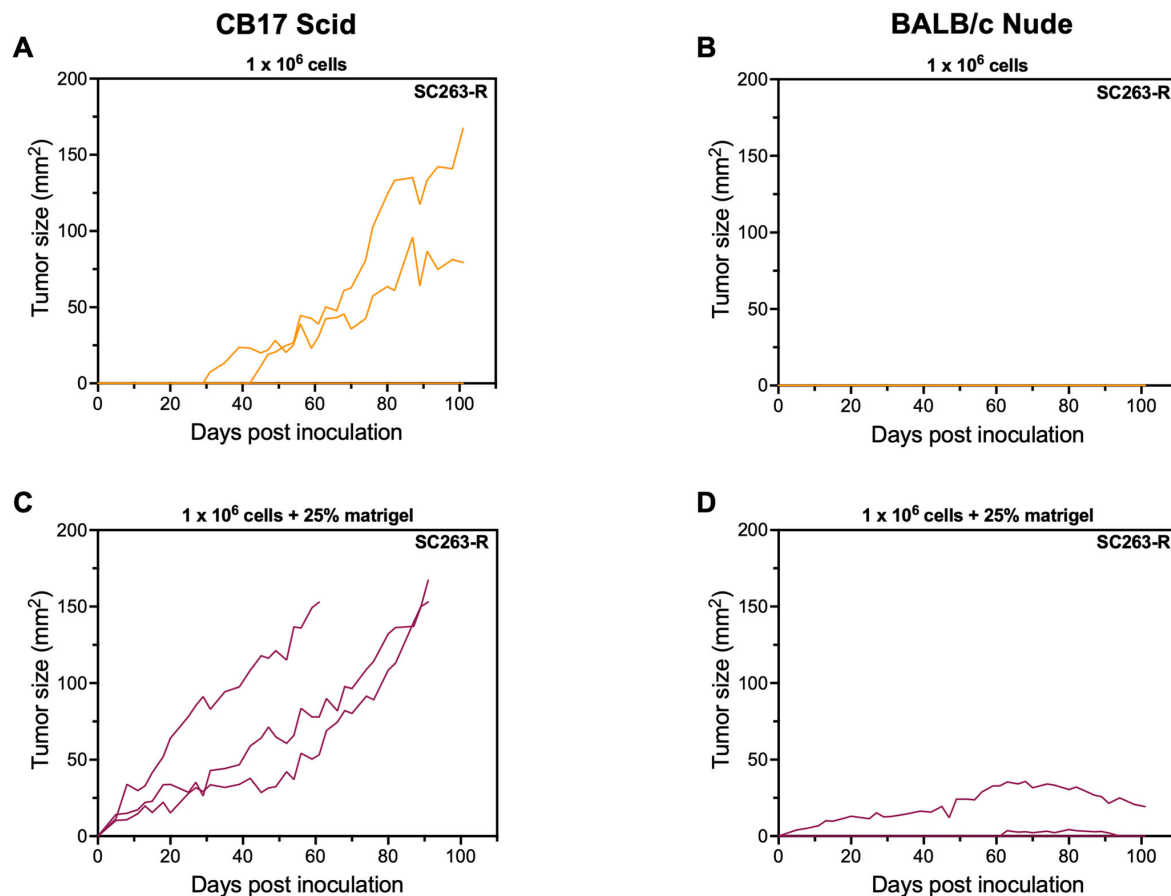 CB17 Scid
BALB/c Nude
A
1 x 10⁶ cells
SC263-R
200
150
100
50
0
Tumor size (mm²)
0 20 40 60 80 100
Days post inoculation
B
1 x 10⁶ cells
SC263-R
200
150
100
50
0
Tumor size (mm²)
0 20 40 60 80 100
Days post inoculation
C
1 x 10⁶ cells + 25% matrigel
SC263-R
200
150
100
50
0
Tumor size (mm²)
0 20 40 60 80 100
Days post inoculation
D
1 x 10⁶ cells + 25% matrigel
SC263-R
200
150
100
50
0
Tumor size (mm²)
0 20 40 60 80 100
Days post inoculation